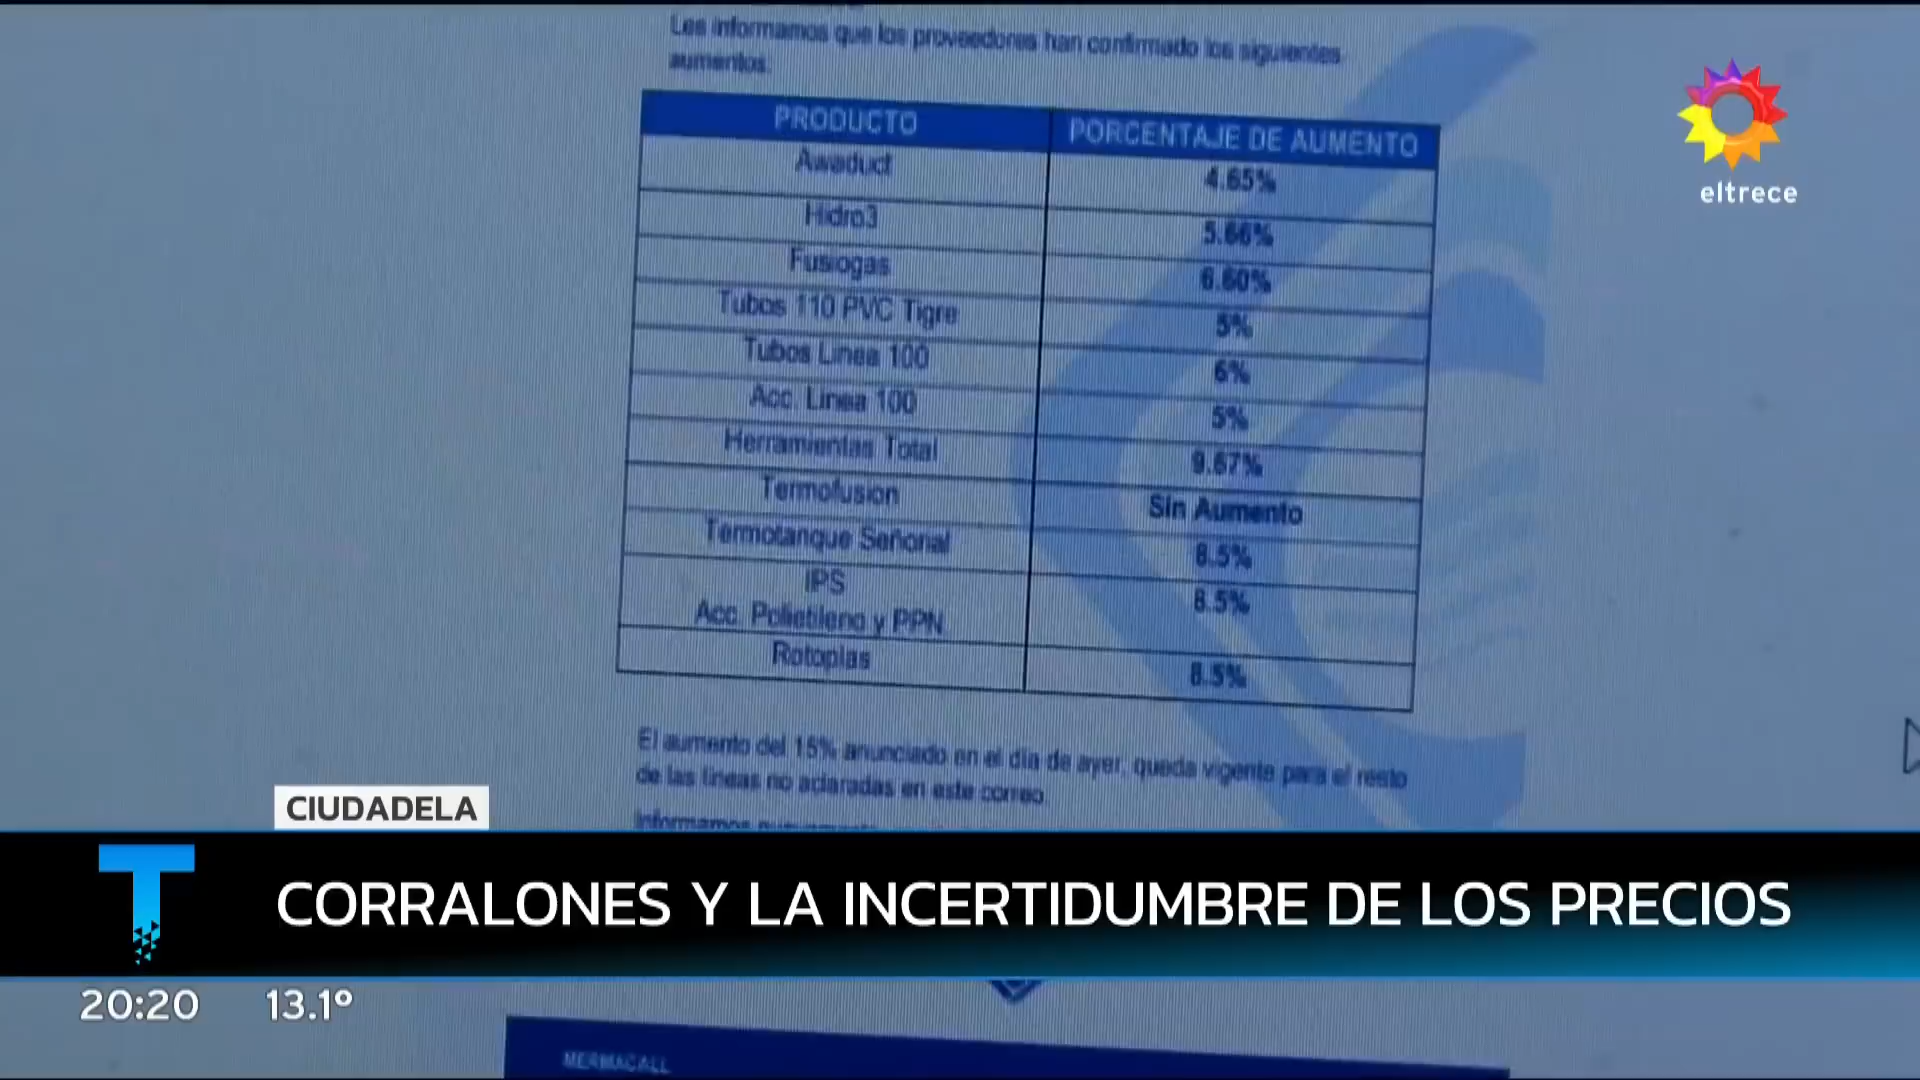 Les informamos que los proveedores han confirmado los siguientes
aumentos:
PRODUCTO PORCENTAJE DE AUMENTO
Awaduct 4.65%
Hidro3 5.66%
Fusiogas 6.60%
Tubos 110 PVC Tigre 5%
Tubos Linea 100 6%
Acc. Linea 100 5%
Herramientas Total 9.67%
Termofusion Sin Aumento
Termotanque Señorial 8.5%
IPS 8.5%
Acc. Polietileno y PPN
Rotoplas 8.5%
El aumento del 15% anunciado en el día de ayer, queda vigente para el resto
de las líneas no aclaradas en este correo.
Informamos
eltrece
CIUDADELA
T CORRALONES Y LA INCERTIDUMBRE DE LOS PRECIOS
20:20 13.1°